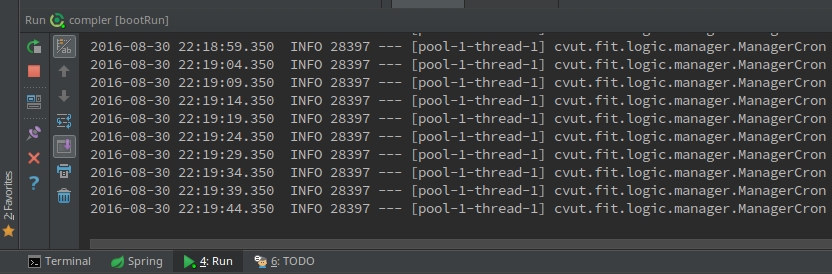 Run compler [bootRun]
2016-08-30 22:18:59.350  INFO 28397 --- [pool-1-thread-1] cvut.fit.logic.manager.ManagerCron
2016-08-30 22:19:04.350  INFO 28397 --- [pool-1-thread-1] cvut.fit.logic.manager.ManagerCron
2016-08-30 22:19:09.350  INFO 28397 --- [pool-1-thread-1] cvut.fit.logic.manager.ManagerCron
2016-08-30 22:19:14.350  INFO 28397 --- [pool-1-thread-1] cvut.fit.logic.manager.ManagerCron
2016-08-30 22:19:19.350  INFO 28397 --- [pool-1-thread-1] cvut.fit.logic.manager.ManagerCron
2016-08-30 22:19:24.350  INFO 28397 --- [pool-1-thread-1] cvut.fit.logic.manager.ManagerCron
2016-08-30 22:19:29.350  INFO 28397 --- [pool-1-thread-1] cvut.fit.logic.manager.ManagerCron
2016-08-30 22:19:34.350  INFO 28397 --- [pool-1-thread-1] cvut.fit.logic.manager.ManagerCron
2016-08-30 22:19:39.350  INFO 28397 --- [pool-1-thread-1] cvut.fit.logic.manager.ManagerCron
2016-08-30 22:19:44.350  INFO 28397 --- [pool-1-thread-1] cvut.fit.logic.manager.ManagerCron
2: Favorites
Terminal Spring 4: Run 6: TODO